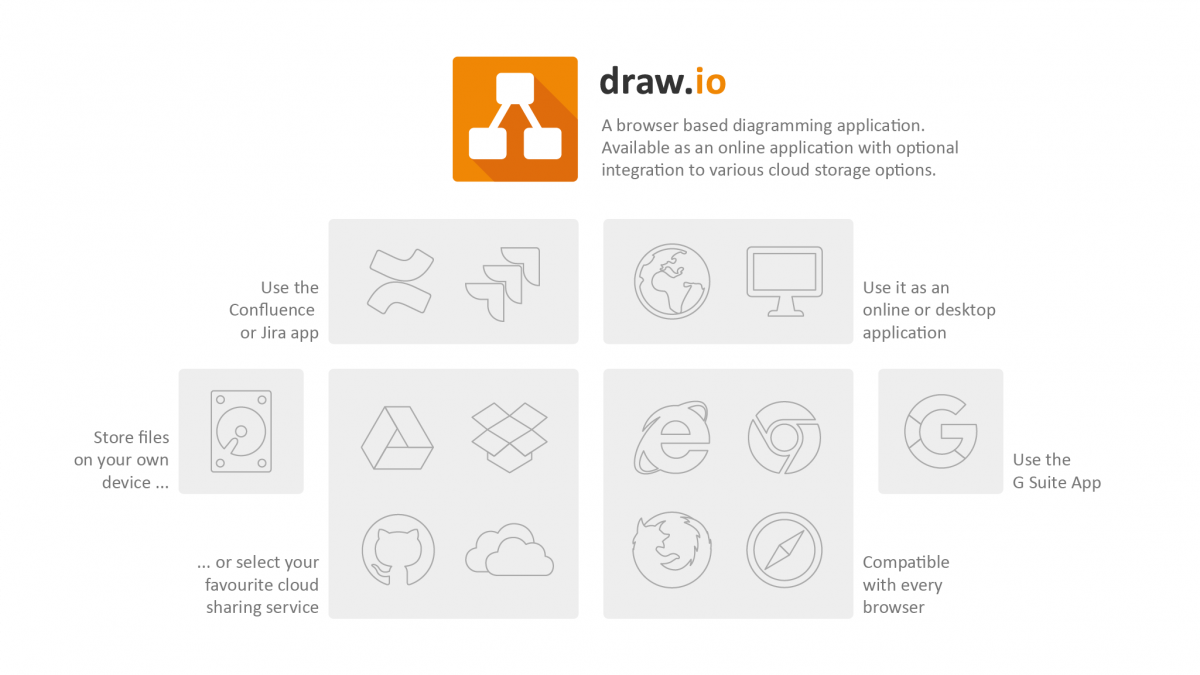 draw.io
A browser based diagramming application.
Available as an online application with optional
integration to various cloud storage options.
Use the
Confluence
or Jira app
Use it as an
online or desktop
application
Store files
on your own
device ...
Use the
G Suite App
... or select your
favourite cloud
sharing service
Compatible
with every
browser